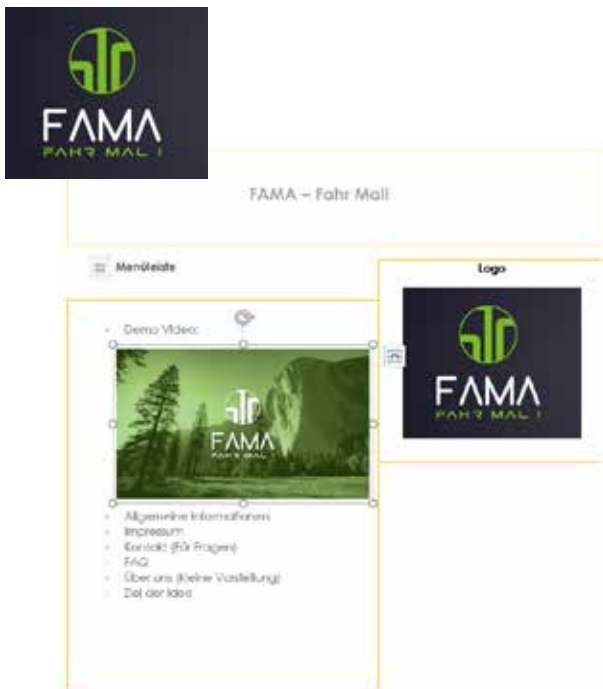 FAMA
FAHR MAL !
FAMA – Fahr Mal!
Menüleiste
Logo
Demo Video:
FAMA
FAHR MAL !
FAMA
FAHR MAL !
Allgemeine Informationen
Impressum
Kontakt (Für Fragen)
FAQ
Über uns (kleine Vorstellung)
Ziel der Idee